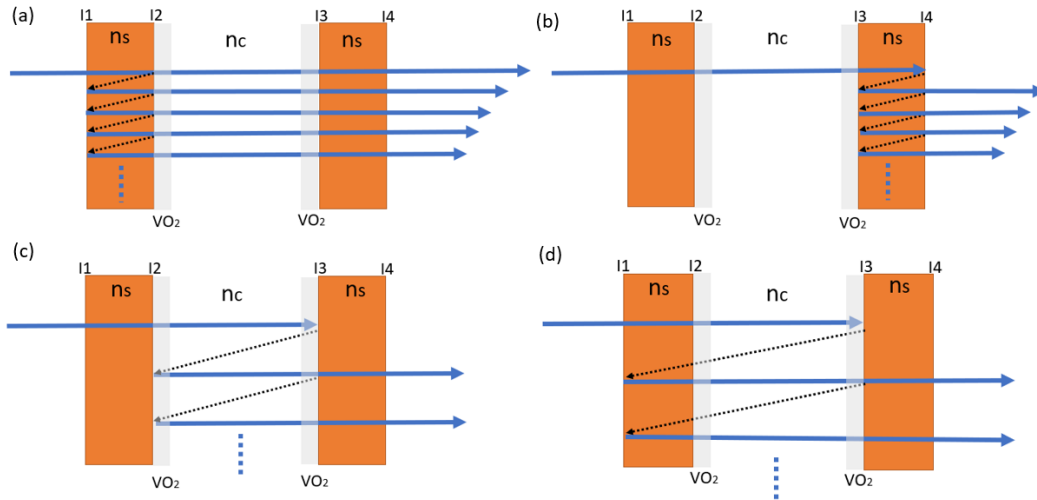 (a)
I1 I2 I3 I4
ns nc ns
VO2 VO2
(b)
I1 I2 I3 I4
ns nc ns
VO2 VO2
(c)
I1 I2 I3 I4
ns nc ns
VO2 VO2
(d)
I1 I2 I3 I4
ns nc ns
VO2 VO2